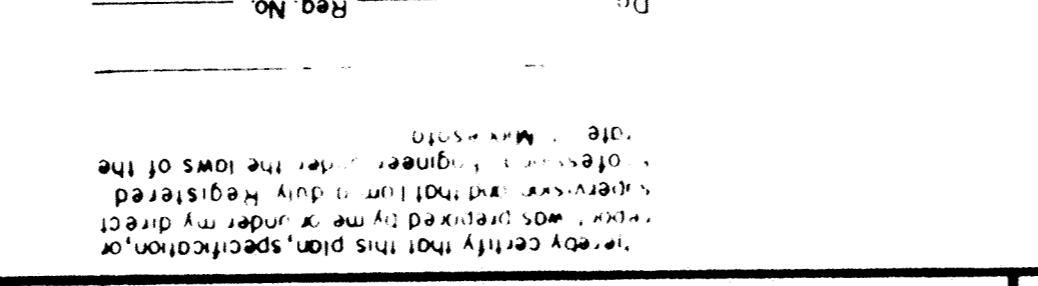 hereby certify that this plan, specification, or
report was prepared by me or under my direct
supervision and that I am a duly Registered
Professional Engineer under the laws of the
State of Minnesota
Reg. No.